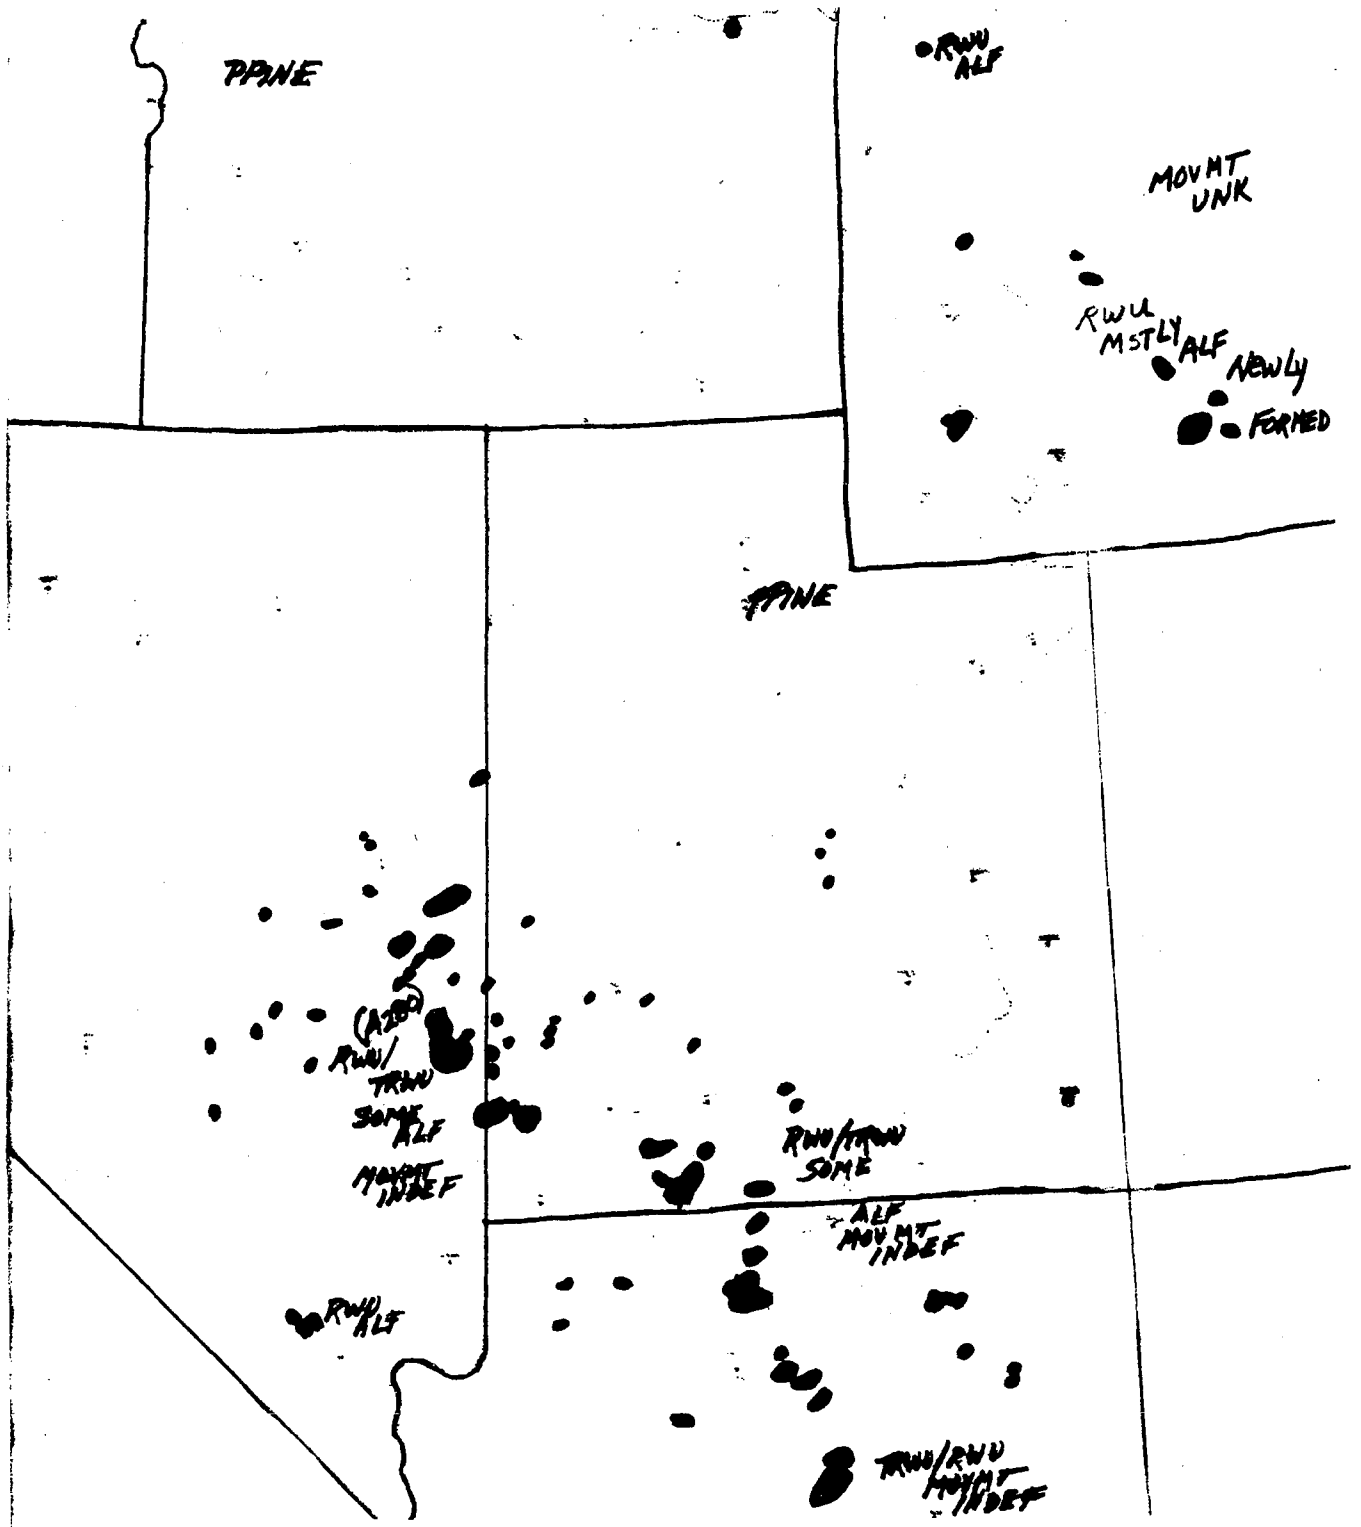 PPINE
RWU
ALF
MOVMT
UNK
RWU
MSTLY ALF
NEWLY
FORMED
PPINE
(A280)
RWU/
TRWU
SOME
ALF
MOVMT
INDEF
RWU/TRWU
SOME
ALF
MOVMT
INDEF
RWU
ALF
TRWU/RWU
MOVMT
INDEF